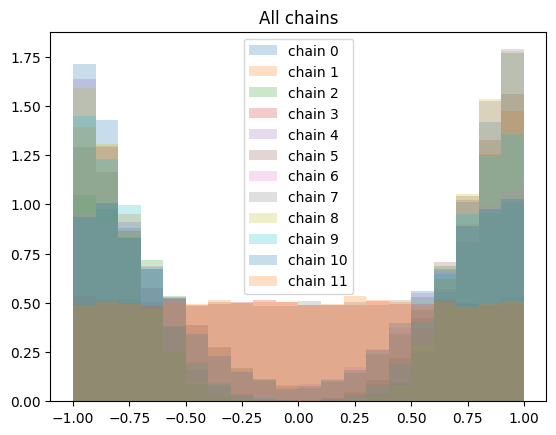 All chains
chain 0
chain 1
chain 2
chain 3
chain 4
chain 5
chain 6
chain 7
chain 8
chain 9
chain 10
chain 11
1.75
1.50
1.25
1.00
0.75
0.50
0.25
0.00
−1.00 −0.75 −0.50 −0.25 0.00 0.25 0.50 0.75 1.00